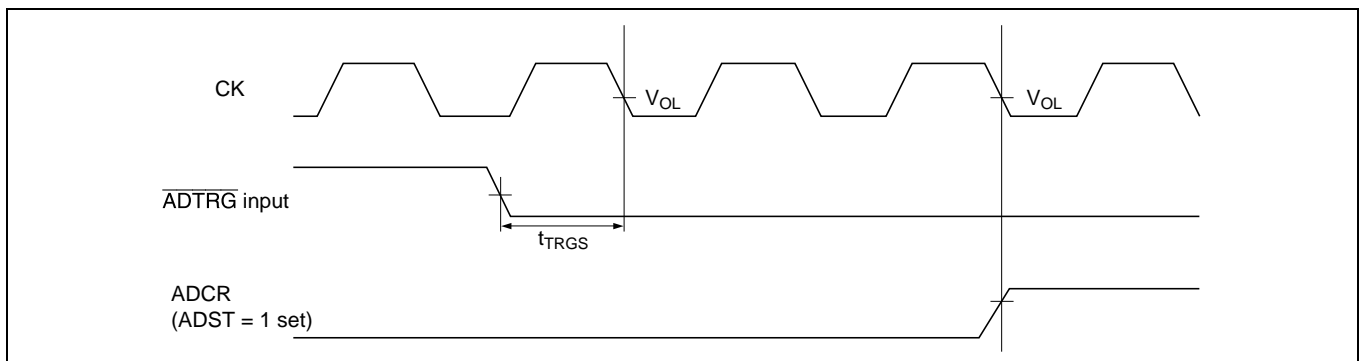 CK
V_OL
V_OL
ADTRG input
t_TRGS
ADCR
(ADST = 1 set)